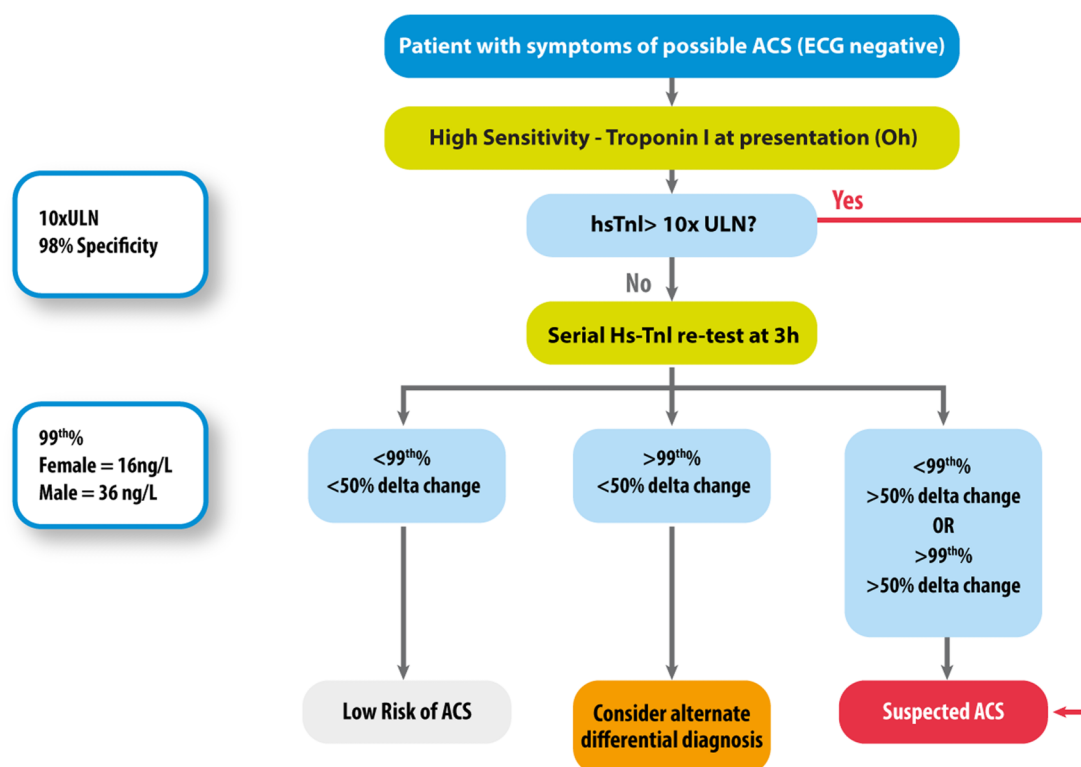 Patient with symptoms of possible ACS (ECG negative)
High Sensitivity - Troponin I at presentation (Oh)
10xULN
98% Specificity
hsTnl> 10x ULN?
Yes
No
Serial Hs-Tnl re-test at 3h
99th%
Female = 16ng/L
Male = 36 ng/L
<99th%
<50% delta change
>99th%
<50% delta change
<99th%
>50% delta change
OR
>99th%
>50% delta change
Low Risk of ACS
Consider alternate
differential diagnosis
Suspected ACS